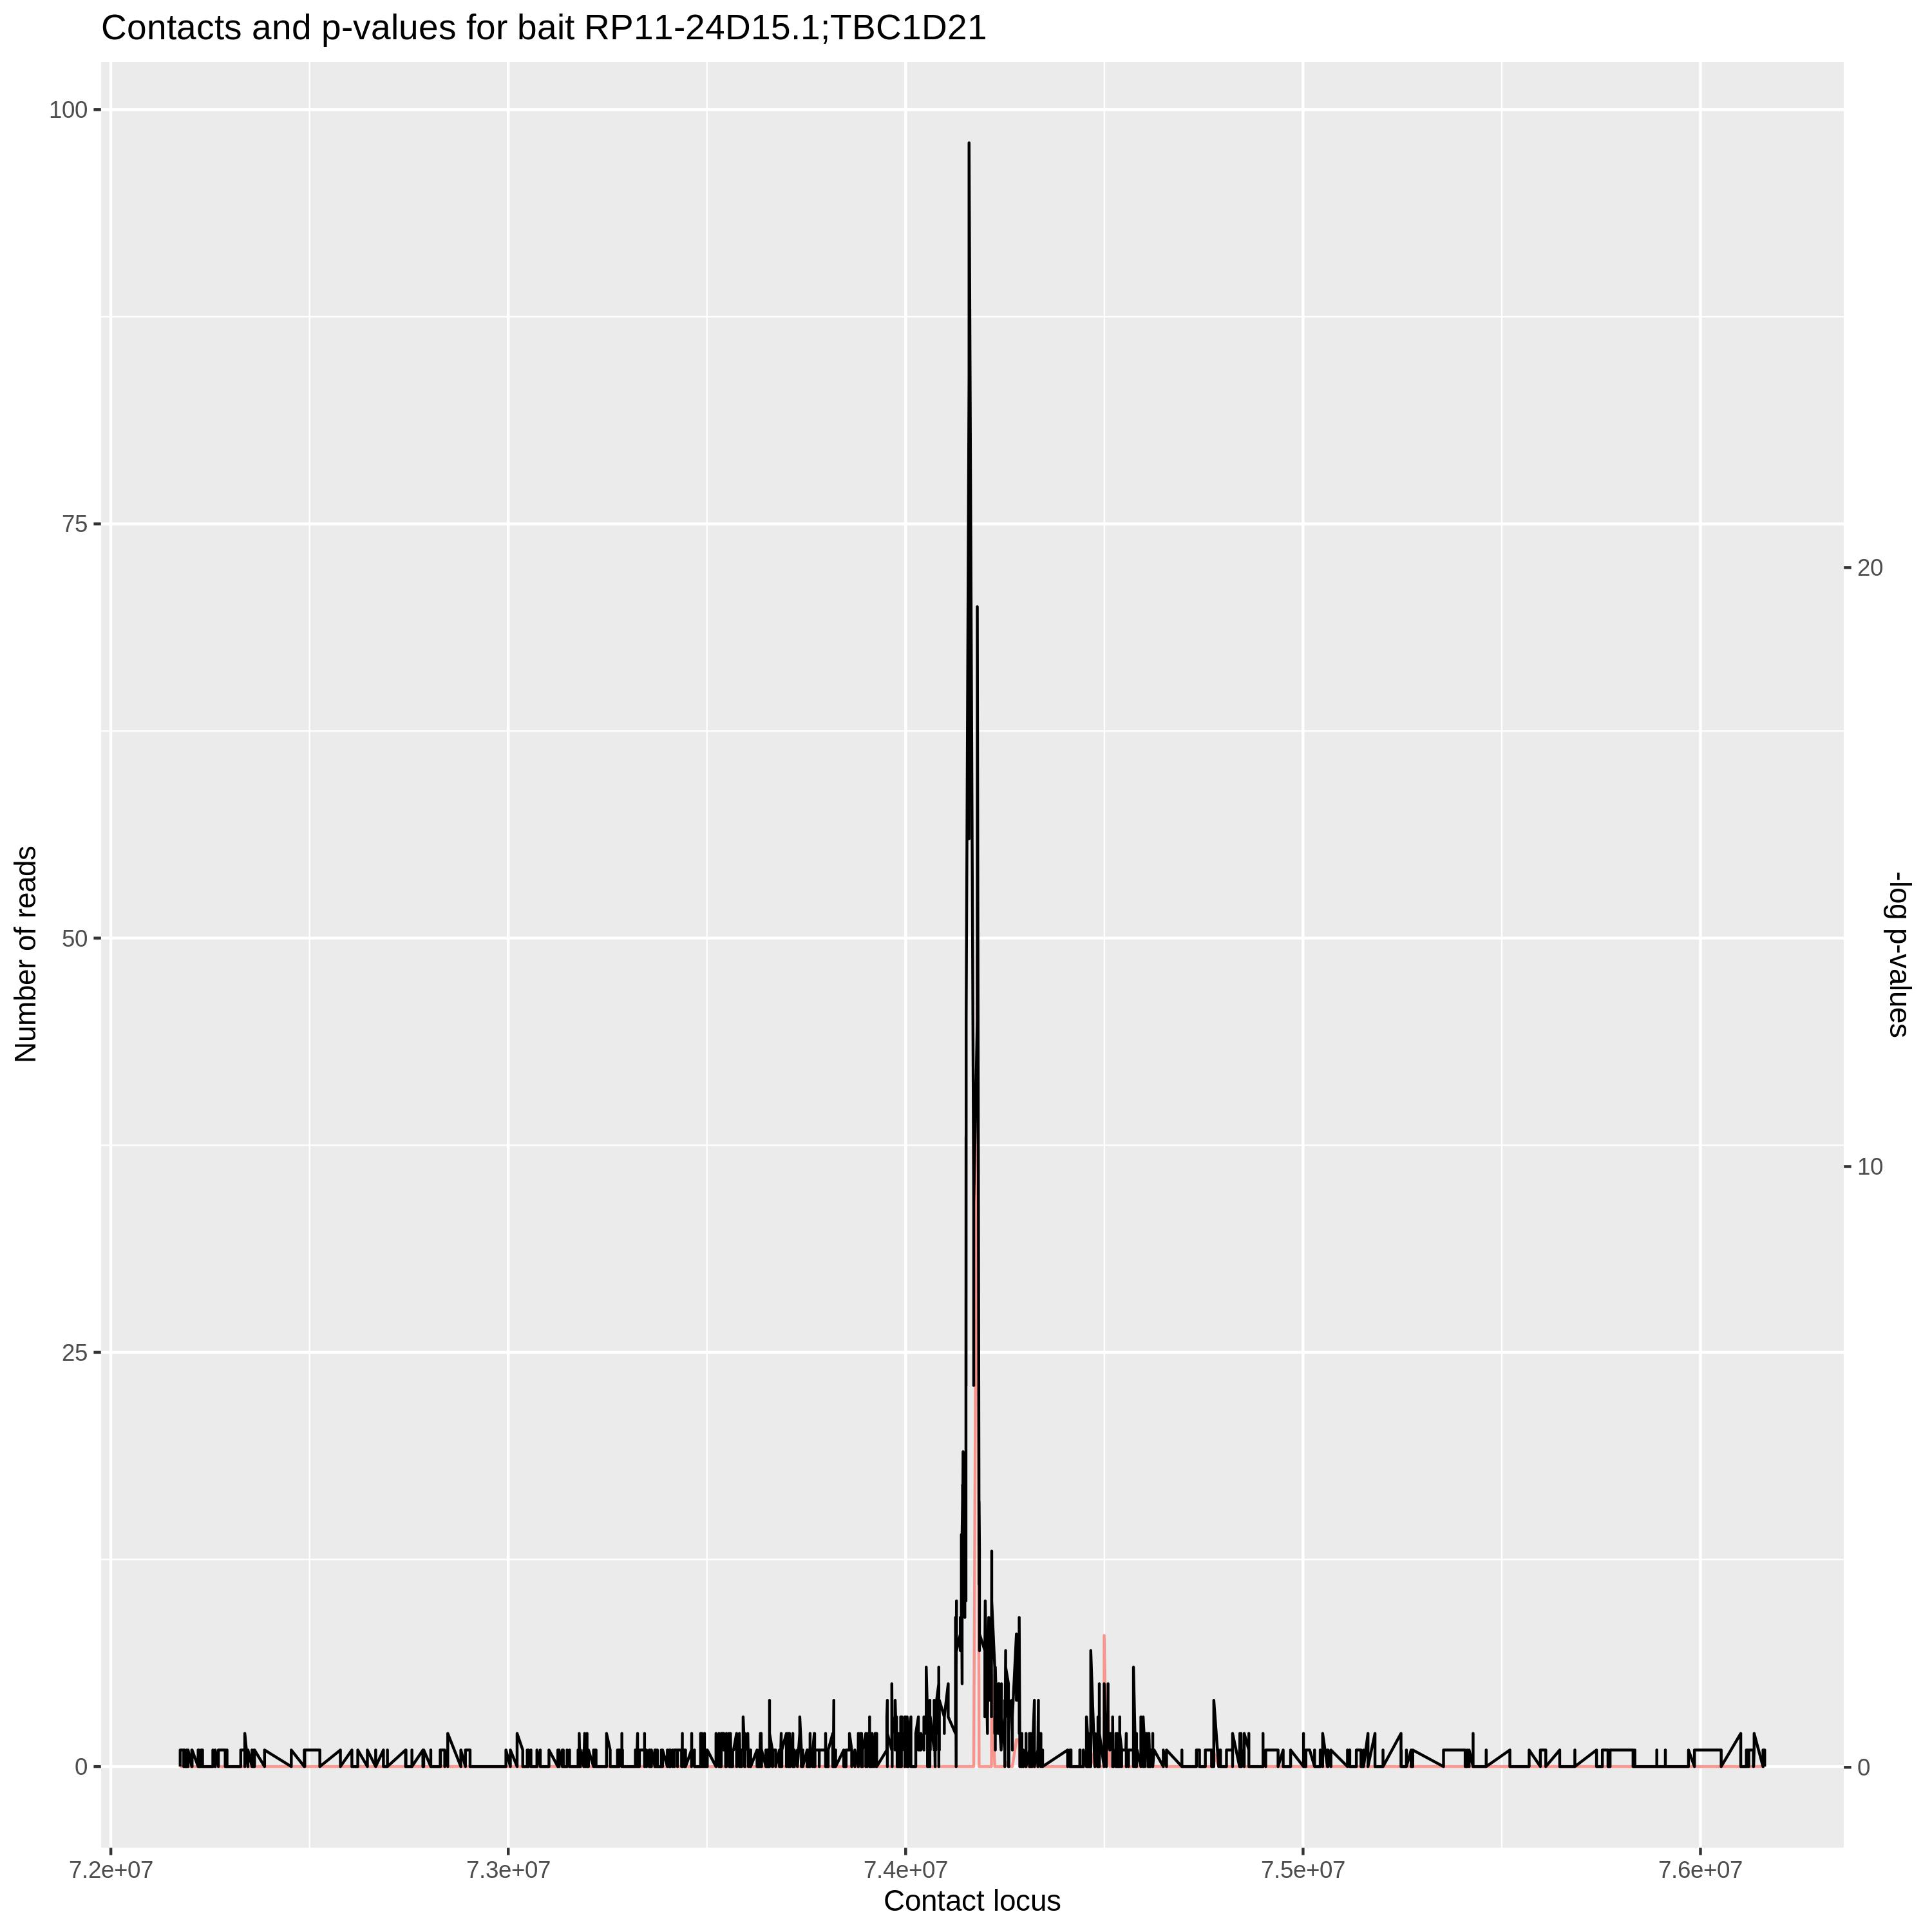 Contacts and p-values for bait RP11-24D15.1;TBC1D21
100
75
50
25
0
Number of reads
20
10
0
-log p-values
7.2e+07
7.3e+07
7.4e+07
7.5e+07
7.6e+07
Contact locus